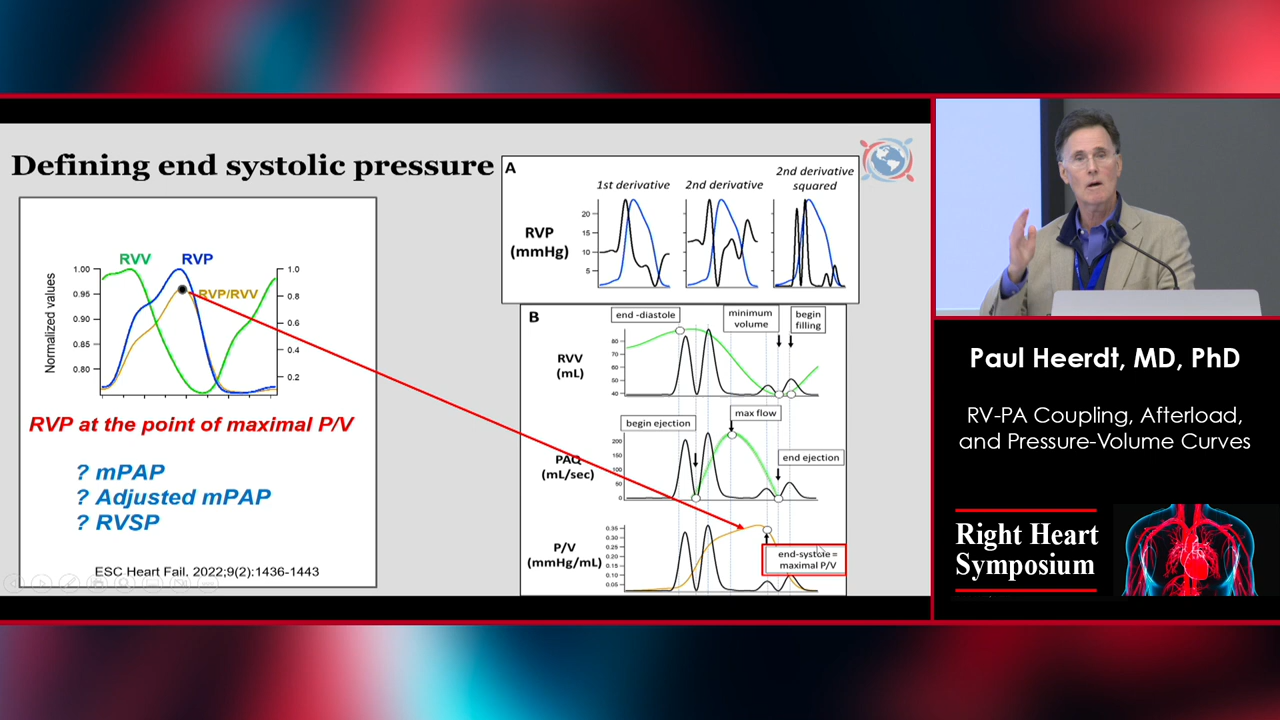 Defining end systolic pressure
RVV
RVP
RVP/RVV
Normalized values
1.00
0.95
0.90
0.85
0.80
1.0
0.8
0.6
0.4
0.2
RVP at the point of maximal P/V
? mPAP
? Adjusted mPAP
? RVSP
ESC Heart Fail. 2022;9(2):1436-1443
A
1st derivative
2nd derivative
2nd derivative
squared
RVP
(mmHg)
20
15
10
5
B
end -diastole
minimum
volume
begin
filling
RVV
(mL)
80
70
60
50
40
begin ejection
max flow
end ejection
PAQ
(mL/sec)
200
150
100
50
0
P/V
(mmHg/mL)
0.35
0.30
0.25
0.20
0.15
0.10
0.05
end-systole =
maximal P/V
Paul Heerdt, MD, PhD
RV-PA Coupling, Afterload,
and Pressure-Volume Curves
Right Heart
Symposium